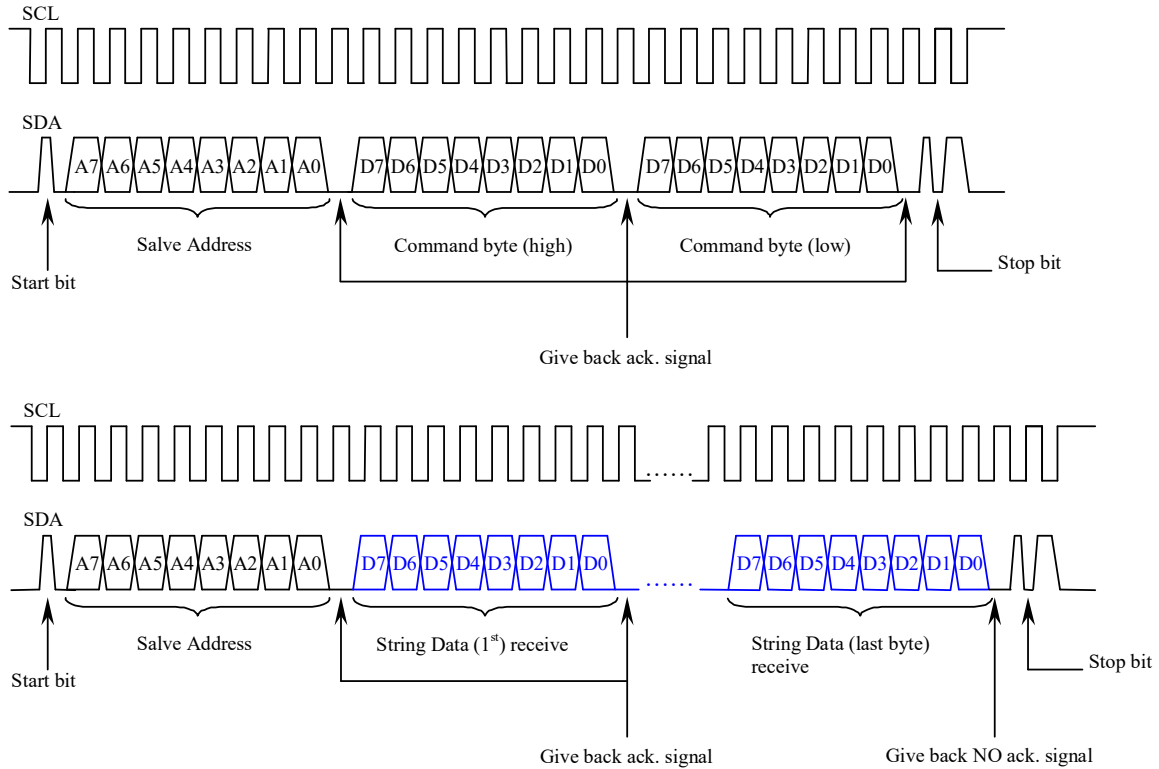 SCL
SDA
A7 A6 A5 A4 A3 A2 A1 A0 D7 D6 D5 D4 D3 D2 D1 D0 D7 D6 D5 D4 D3 D2 D1 D0
Salve Address Command byte (high) Command byte (low)
Start bit Stop bit
Give back ack. signal
SCL
......
SDA
A7 A6 A5 A4 A3 A2 A1 A0 D7 D6 D5 D4 D3 D2 D1 D0 ...... D7 D6 D5 D4 D3 D2 D1 D0
Salve Address String Data (1st) receive String Data (last byte)
receive
Start bit Stop bit
Give back ack. signal Give back NO ack. signal